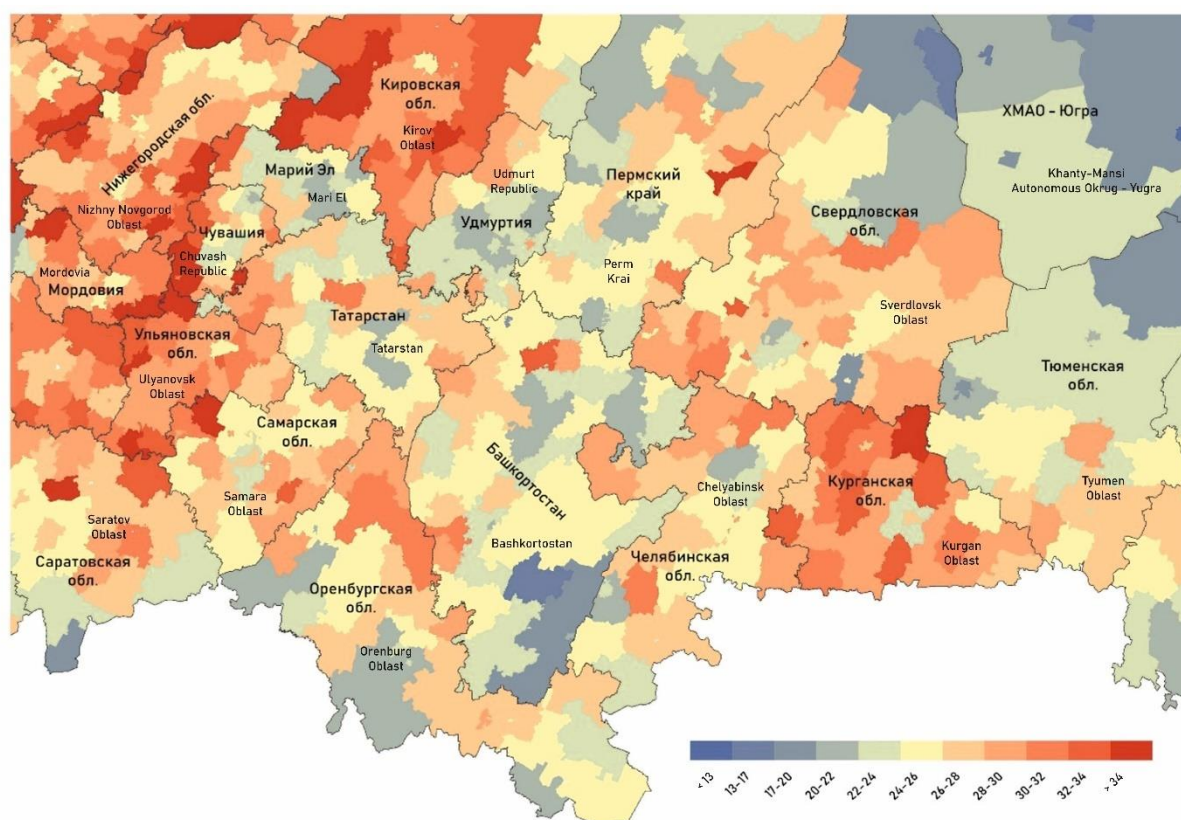 Кировская
обл.
Kirov
Oblast
ХМАО – Югра
Khanty-Mansi
Autonomous Okrug - Yugra
Нижегородская обл.
Nizhny Novgorod
Oblast
Марий Эл
Mari El
Udmurt
Republic
Удмуртия
Пермский
край
Perm
Krai
Свердловская
обл.
Sverdlovsk
Oblast
Чувашия
Chuvash
Republic
Mordovia
Мордовия
Татарстан
Tatarstan
Ульяновская
обл.
Ulyanovsk
Oblast
Тюменская
обл.
Tyumen
Oblast
Самарская
обл.
Samara
Oblast
Башкортостан
Bashkortostan
Chelyabinsk
Oblast
Челябинская
обл.
Курганская
обл.
Kurgan
Oblast
Saratov
Oblast
Саратовская
обл.
Оренбургская
обл.
Orenburg
Oblast
< 13
13-17
17-20
20-22
22-24
24-26
26-28
28-30
30-32
32-34
> 34